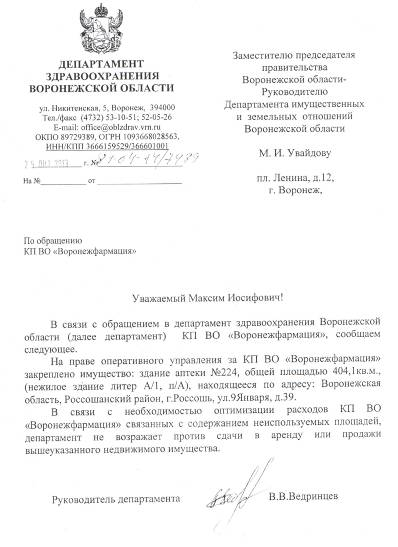 ДЕПАРТАМЕНТ
ЗДРАВООХРАНЕНИЯ
ВОРОНЕЖСКОЙ ОБЛАСТИ
ул. Никитенская, 5, Воронеж, 394000
Тел./факс (4732) 53-10-51; 52-05-26
E-mail: office@oblzdrav.vrn.ru
ОКПО 89729389, ОГРН 1093668028563,
ИНН/КПП 3666159529/366601001
г. №
На № от
Заместителю председателя
правительства
Воронежской области-
Руководителю
Департамента имущественных
и земельных отношений
Воронежской области
М. И. Увайдову
пл. Ленина, д.12,
г. Воронеж,
По обращению
КП ВО «Воронежфармация»
Уважаемый Максим Иосифович!
В связи с обращением в департамент здравоохранения Воронежской
области (далее департамент) КП ВО «Воронежфармация», сообщаем
следующее.
На праве оперативного управления за КП ВО «Воронежфармация»
закреплено имущество: здание аптеки №224, общей площадью 404,1кв.м.,
(нежилое здание литер А/1, п/А), находящееся по адресу: Воронежская
область, Россошанский район, г.Россошь, ул.9Января, д.39.
В связи с необходимостью оптимизации расходов КП ВО
«Воронежфармация» связанных с содержанием неиспользуемых площадей,
департамент не возражает против сдачи в аренду или продажи
вышеуказанного недвижимого имущества.
Руководитель департамента В.В.Ведринцев